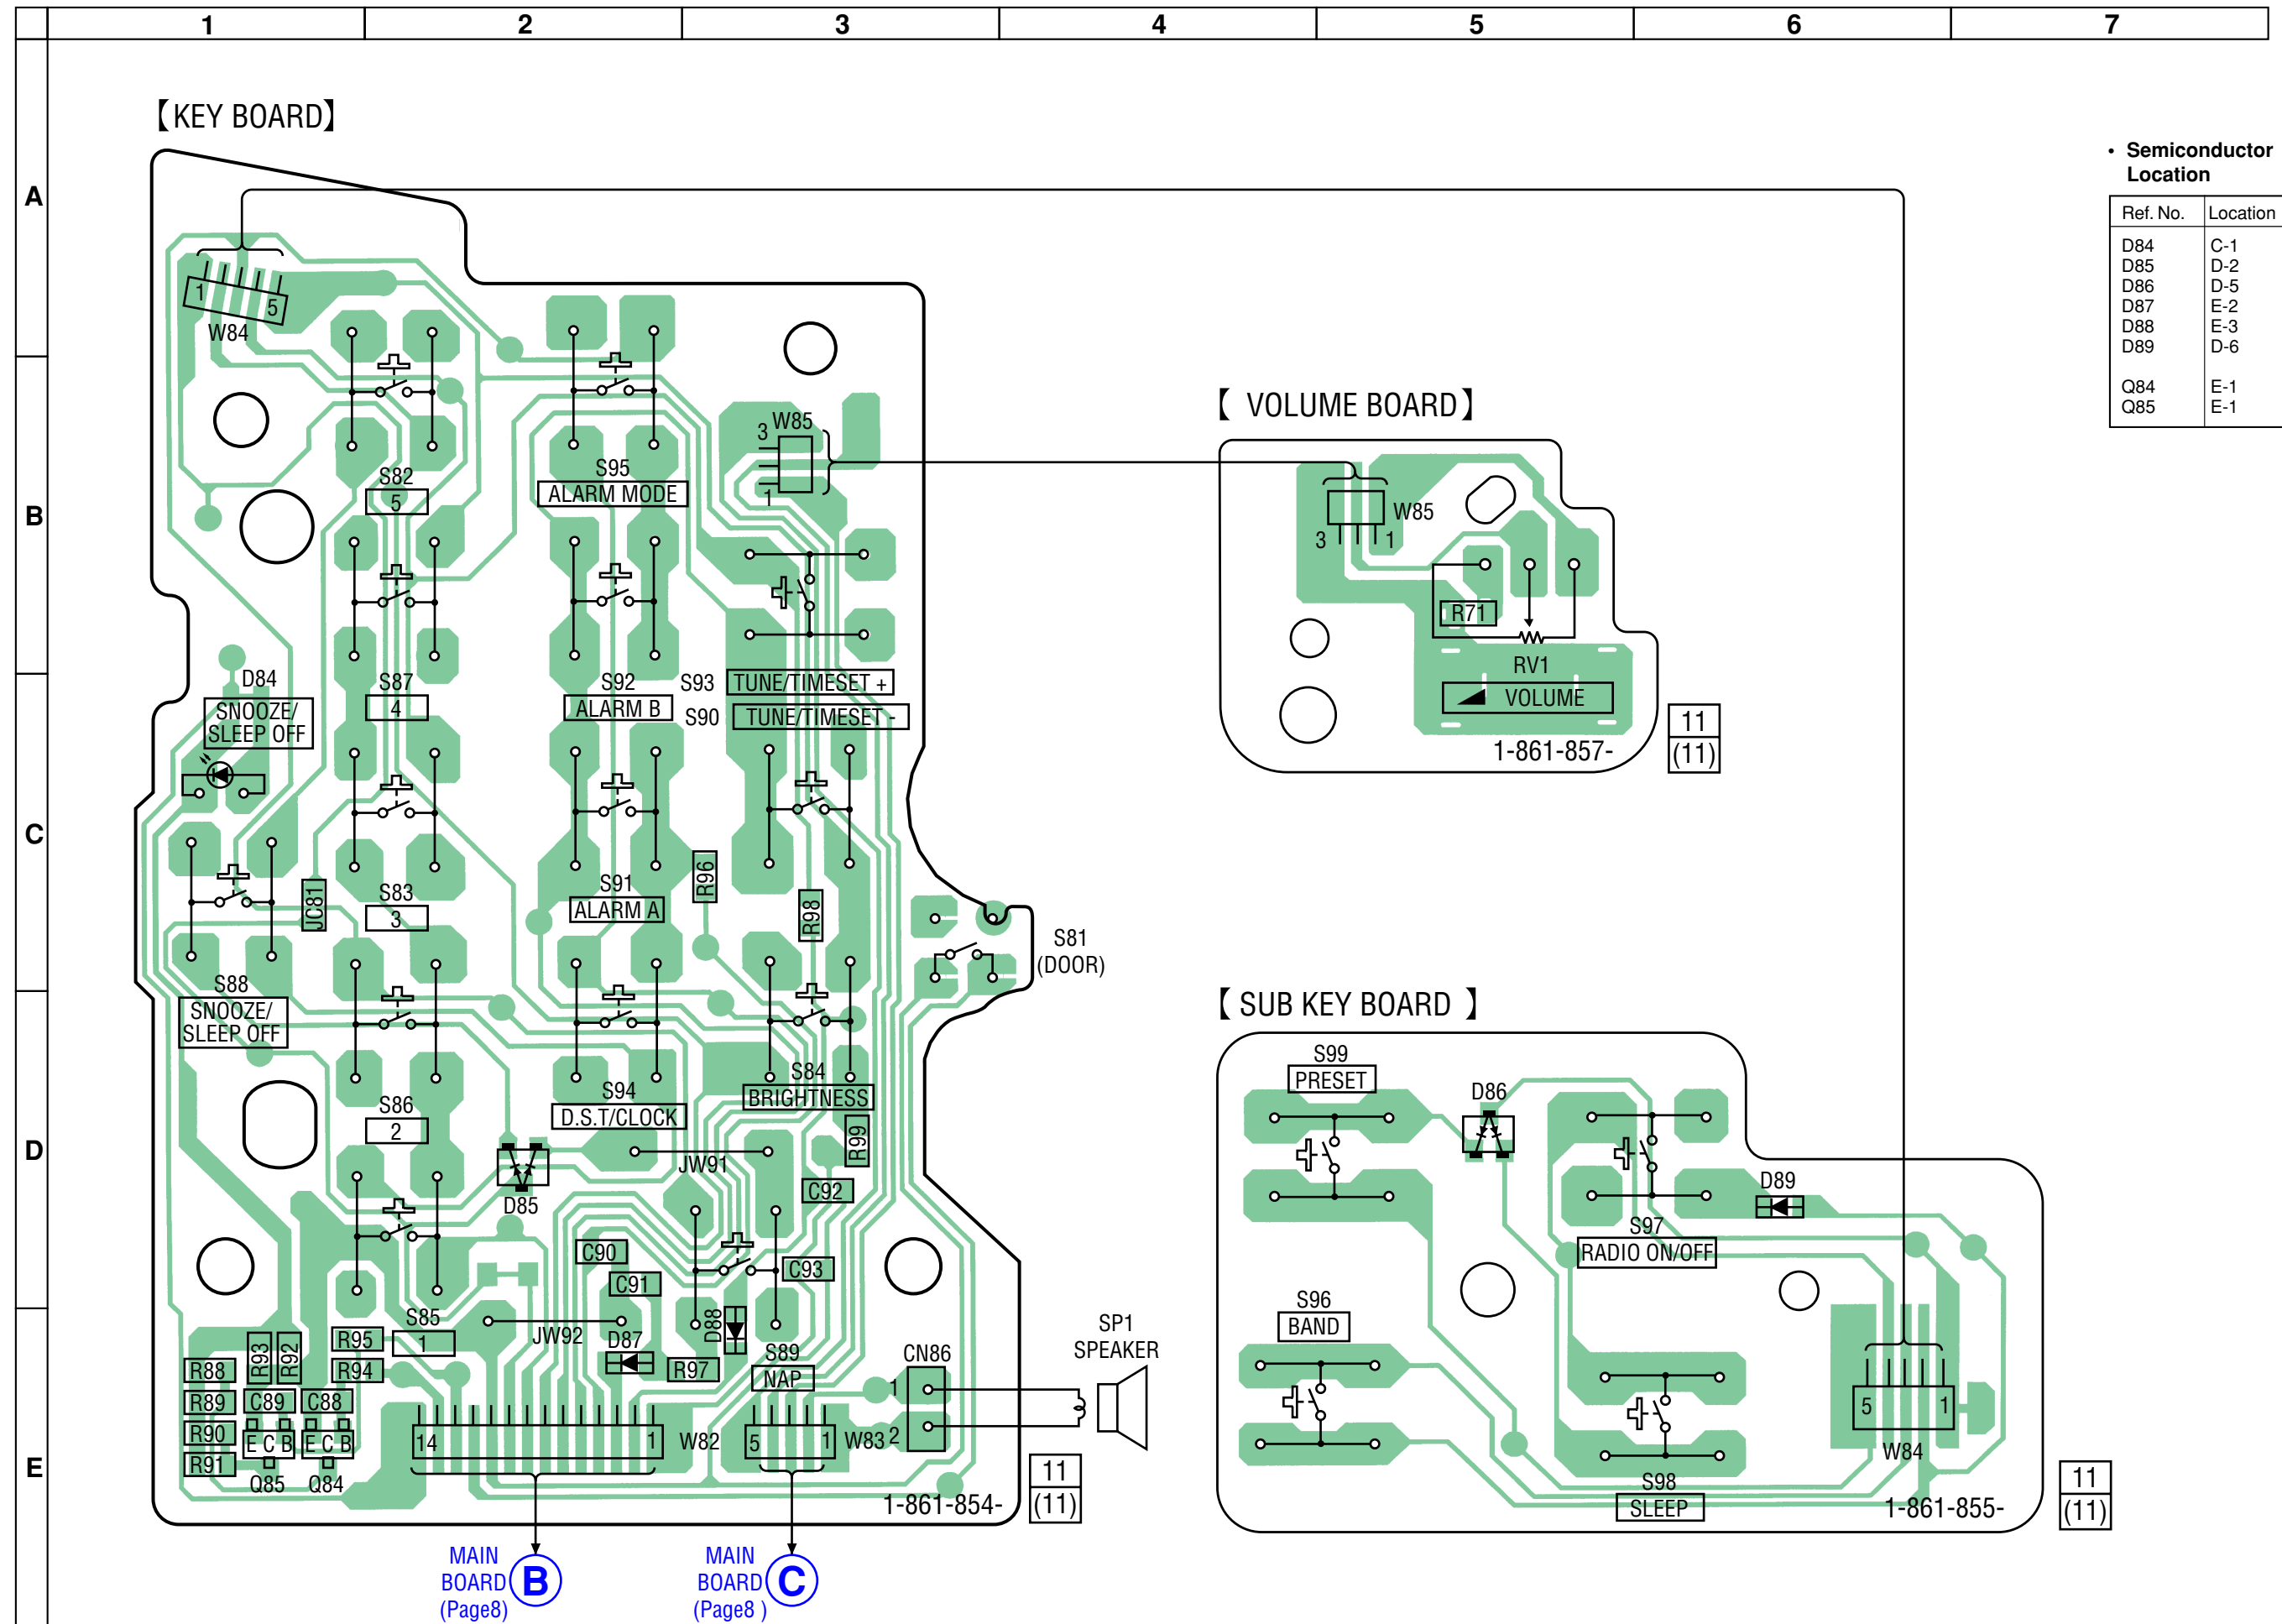 1 2 3 4 5 6 7
A
B
C
D
E
【KEY BOARD】
1
5
W84
S82
5
S95
ALARM MODE
3
W85
1
D84
SNOOZE/
SLEEP OFF
S87
4
S92
ALARM B
S93
TUNE/TIMESET +
S90
TUNE/TIMESET -
JC81
S83
3
S91
ALARM A
R96
R98
S81
(DOOR)
S88
SNOOZE/
SLEEP OFF
S86
2
S94
D.S.T/CLOCK
S84
BRIGHTNESS
R99
JW91
D85
C92
C90
C91
C93
S85
1
JW92
D87
D88
R97
S89
NAP
CN86
1
2
SP1
SPEAKER
R95
R94
R93
R92
R88
R89
R90
R91
C89
C88
E C B
E C B
Q85
Q84
14
1
W82
5
1
W83
1-861-854-
11
(11)
MAIN
BOARD
(Page8)
B
MAIN
BOARD
(Page8 )
C
【 VOLUME BOARD】
W85
3
1
R71
RV1
VOLUME
1-861-857-
11
(11)
【 SUB KEY BOARD 】
S99
PRESET
D86
D89
S97
RADIO ON/OFF
S96
BAND
S98
SLEEP
5
1
W84
1-861-855-
11
(11)
• Semiconductor
Location
Ref. No. Location
D84 C-1
D85 D-2
D86 D-5
D87 E-2
D88 E-3
D89 D-6
Q84 E-1
Q85 E-1